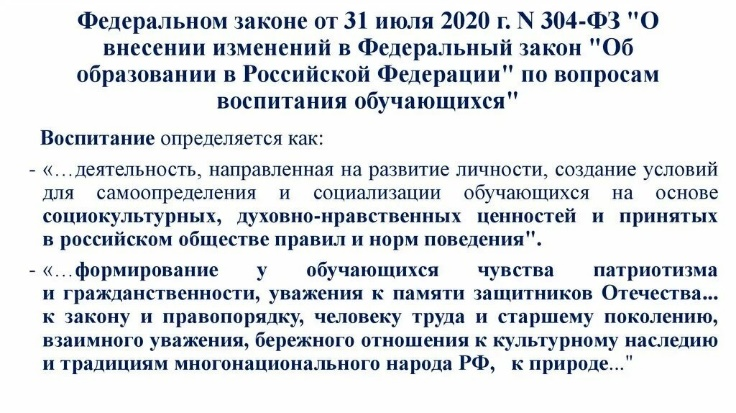 Федеральном законе от 31 июля 2020 г. N 304-ФЗ "О
внесении изменений в Федеральный закон "Об
образовании в Российской Федерации" по вопросам
воспитания обучающихся"
Воспитание определяется как:
- «…деятельность, направленная на развитие личности, создание условий
для самоопределения и социализации обучающихся на основе
социокультурных, духовно-нравственных ценностей и принятых
в российском обществе правил и норм поведения".
- «…формирование у обучающихся чувства патриотизма
и гражданственности, уважения к памяти защитников Отечества...
к закону и правопорядку, человеку труда и старшему поколению,
взаимного уважения, бережного отношения к культурному наследию
и традициям многонационального народа РФ, к природе..."